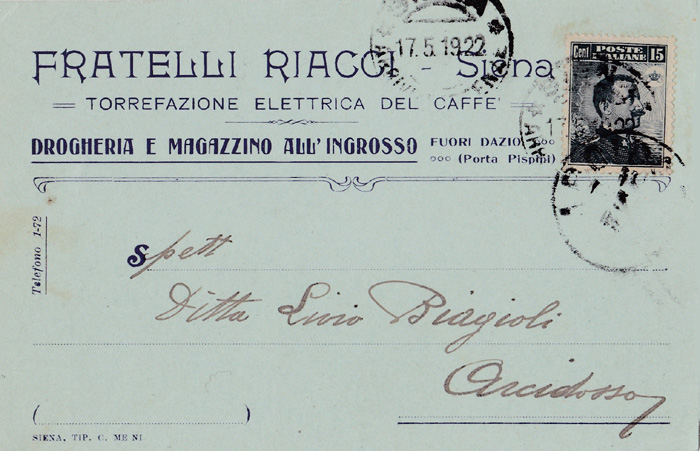 FRATELLI RIACCI - Siena
TORREFAZIONE ELETTRICA DEL CAFFE'
DROGHERIA E MAGAZZINO ALL'INGROSSO
FUORI DAZIO
(Porta Pispini)
17.5.1922
Cent POSTE ITALIANE 15
Telefono 1-72
Spett
Ditta Livio Biagioli
Arcidosso
SIENA, TIP. C.